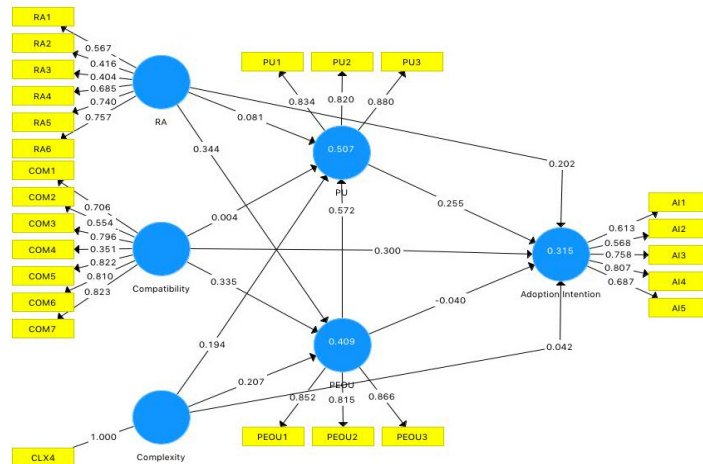 RA1
RA2
RA3
RA4
RA5
RA6
0.567
0.416
0.404
0.685
0.740
0.757
RA
COM1
COM2
COM3
COM4
COM5
COM6
COM7
0.706
0.554
0.796
0.351
0.822
0.810
0.823
Compatibility
CLX4
1.000
Complexity
PU1
PU2
PU3
0.834
0.820
0.880
0.507
PU
0.081
0.344
0.202
0.004
0.572
0.255
0.300
0.335
-0.040
0.194
0.207
0.042
0.409
PEOU
0.852
0.815
0.866
PEOU1
PEOU2
PEOU3
0.315
Adoption Intention
0.613
0.568
0.758
0.807
0.687
AI1
AI2
AI3
AI4
AI5